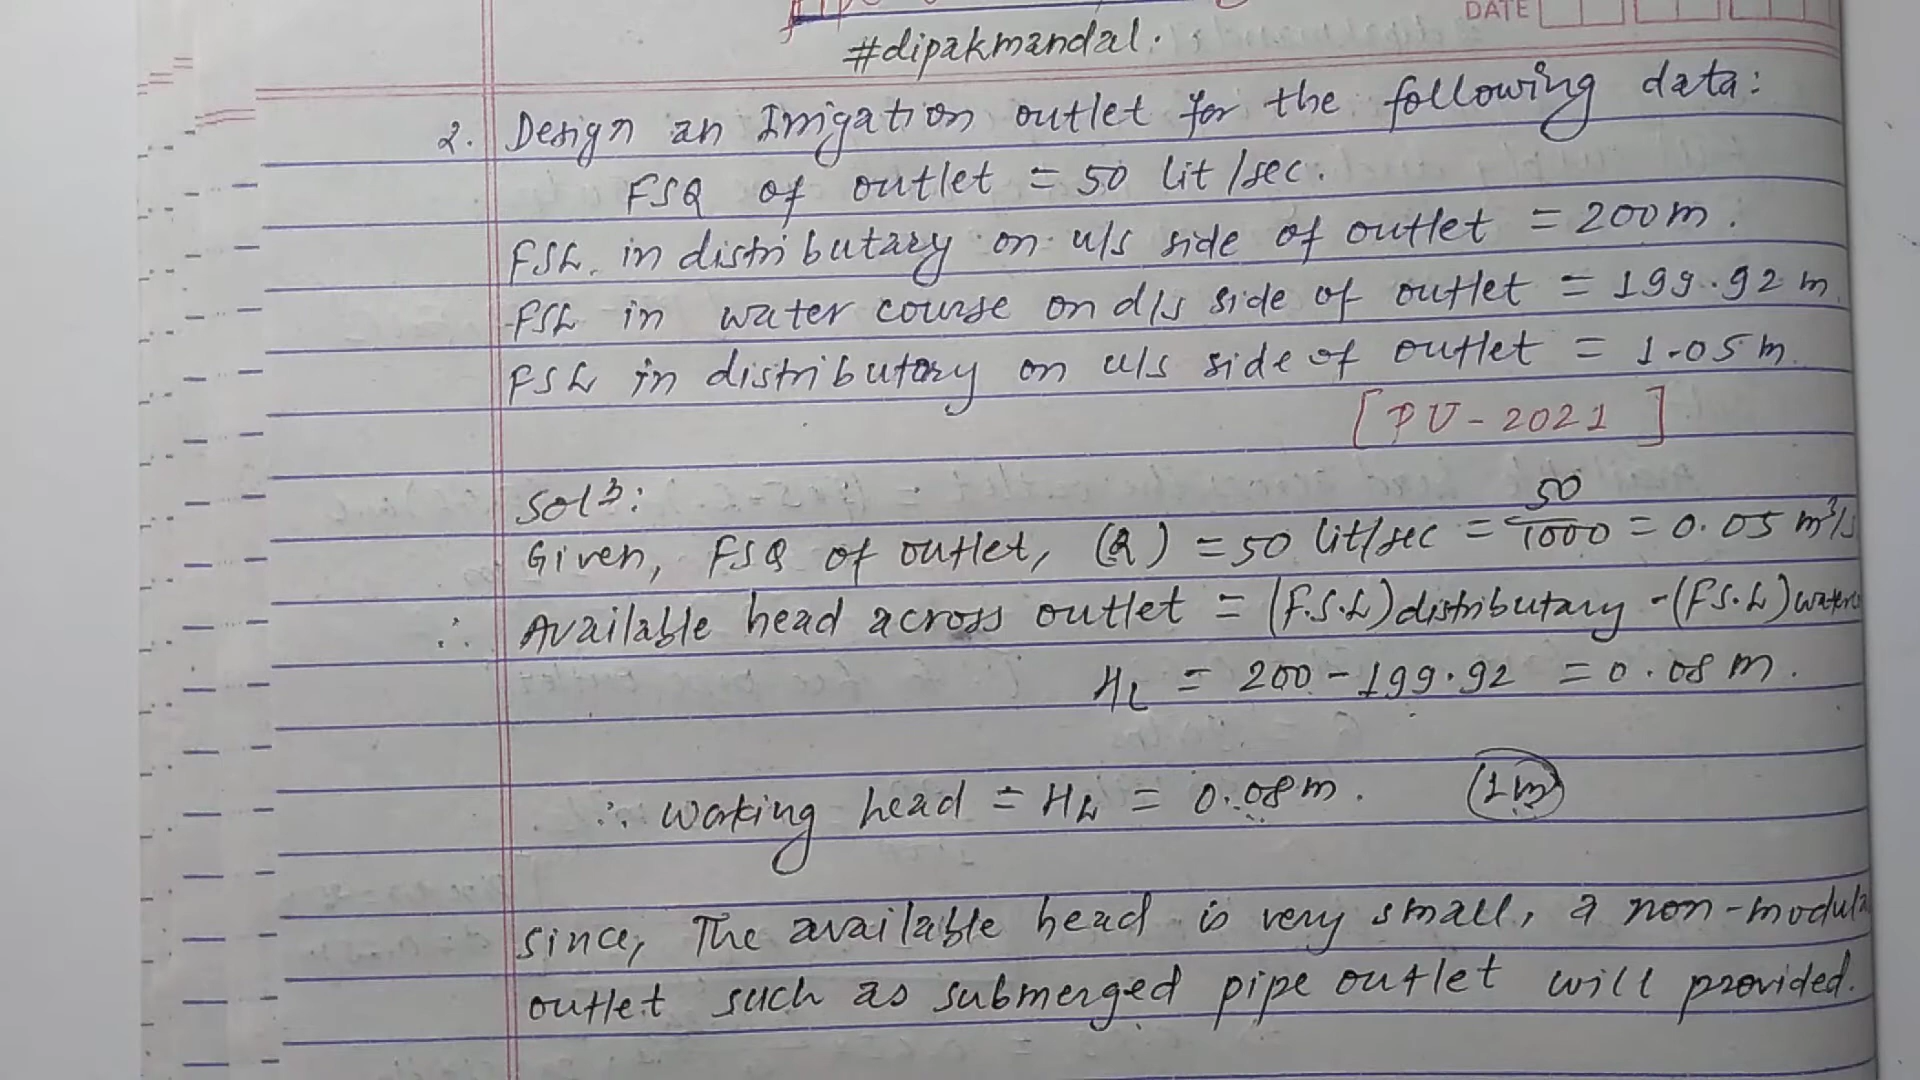 DATE
#dipakmandal.
2. Design an Irrigation outlet for the following data:
FSQ of outlet = 50 lit/sec.
FSL in distributary on u/s side of outlet = 200m.
FSL in water course on d/s side of outlet = 199.92 m
FSL in distributary on u/s side of outlet = 1.05 m.
[PU-2021]
Soln:
Given, FSQ of outlet, (Q) = 50 lit/sec = 50/1000 = 0.05 m³/s
∴ Available head across outlet = (F.S.L)distributary - (FS.L)water
HL = 200 - 199.92 = 0.08 m.
∴ Working head = HL = 0.08m. (1m)
Since, The available head is very small, a non-modula
outlet such as submerged pipe outlet will provided.